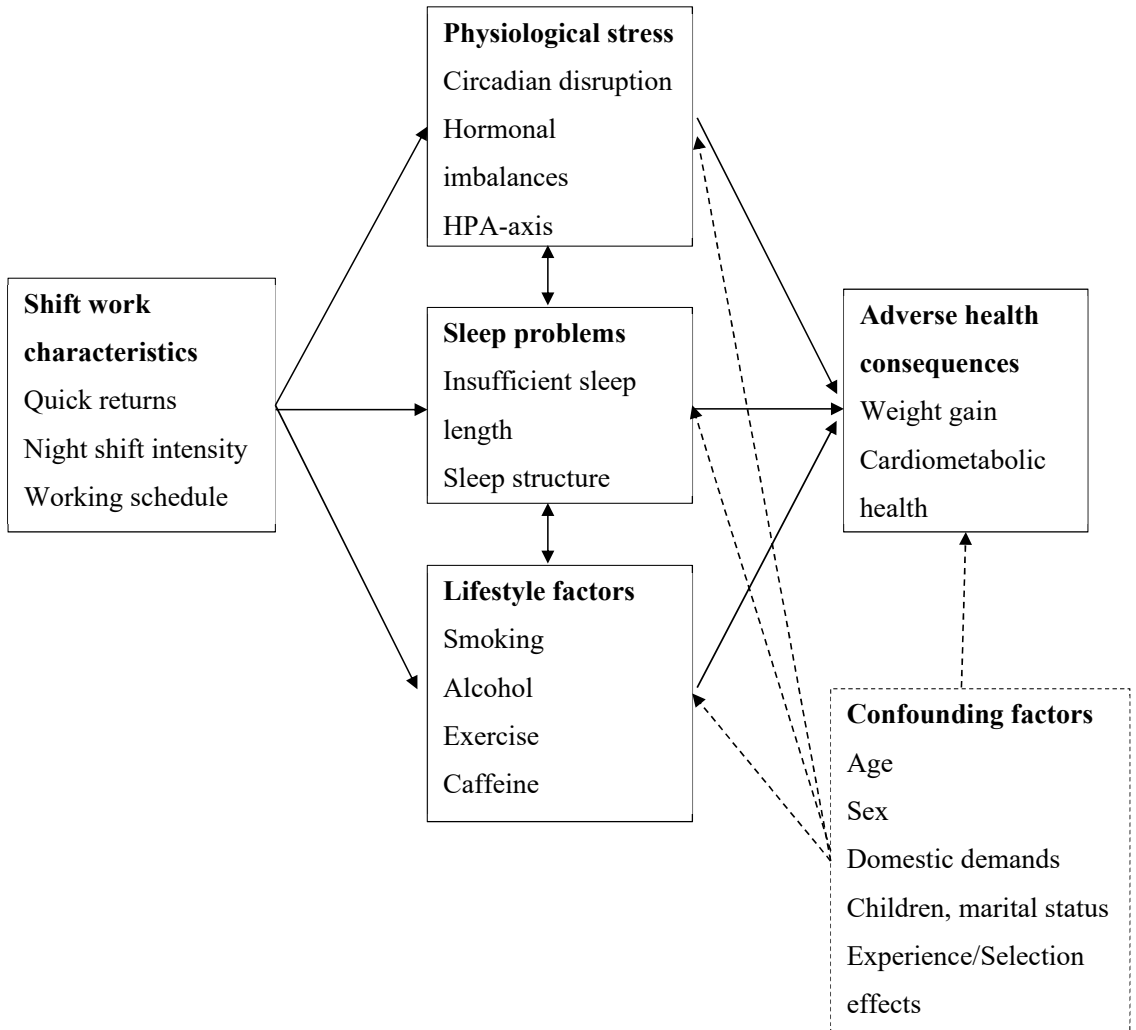 Physiological stress
Circadian disruption
Hormonal
imbalances
HPA-axis
Shift work
characteristics
Quick returns
Night shift intensity
Working schedule
Sleep problems
Insufficient sleep
length
Sleep structure
Adverse health
consequences
Weight gain
Cardiometabolic
health
Lifestyle factors
Smoking
Alcohol
Exercise
Caffeine
Confounding factors
Age
Sex
Domestic demands
Children, marital status
Experience/Selection
effects